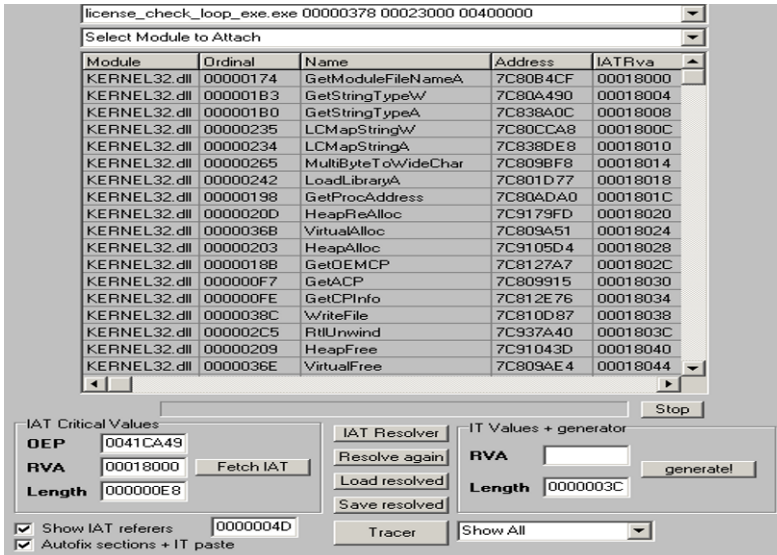 license_check_loop_exe.exe 00000378 00023000 00400000
Select Module to Attach
Module Ordinal Name Address IATRva
KERNEL32.dll 00000174 GetModuleFileNameA 7C80B4CF 00018000
KERNEL32.dll 000001B3 GetStringTypeW 7C80A490 00018004
KERNEL32.dll 000001B0 GetStringTypeA 7C838A0C 00018008
KERNEL32.dll 00000235 LCMapStringW 7C80CCA8 0001800C
KERNEL32.dll 00000234 LCMapStringA 7C838DE8 00018010
KERNEL32.dll 00000265 MultiByteToWideChar 7C809BF8 00018014
KERNEL32.dll 00000242 LoadLibraryA 7C801D77 00018018
KERNEL32.dll 00000198 GetProcAddress 7C80ADA0 0001801C
KERNEL32.dll 0000020D HeapReAlloc 7C9179FD 00018020
KERNEL32.dll 0000036B VirtualAlloc 7C809A51 00018024
KERNEL32.dll 00000203 HeapAlloc 7C9105D4 00018028
KERNEL32.dll 0000018B GetOEMCP 7C8127A7 0001802C
KERNEL32.dll 000000F7 GetACP 7C809915 00018030
KERNEL32.dll 000000FE GetCPInfo 7C812E76 00018034
KERNEL32.dll 0000038C WriteFile 7C810D87 00018038
KERNEL32.dll 000002C5 RtlUnwind 7C937A40 0001803C
KERNEL32.dll 00000209 HeapFree 7C91043D 00018040
KERNEL32.dll 0000036E VirtualFree 7C809AE4 00018044
Stop
IAT Critical Values
OEP 0041CA49
RVA 00018000 Fetch IAT
Length 000000E8
IAT Resolver
Resolve again
Load resolved
Save resolved
Tracer
IT Values + generator
RVA
generate!
Length 0000003C
Show All
Show IAT referers 0000004D
Autofix sections + IT paste